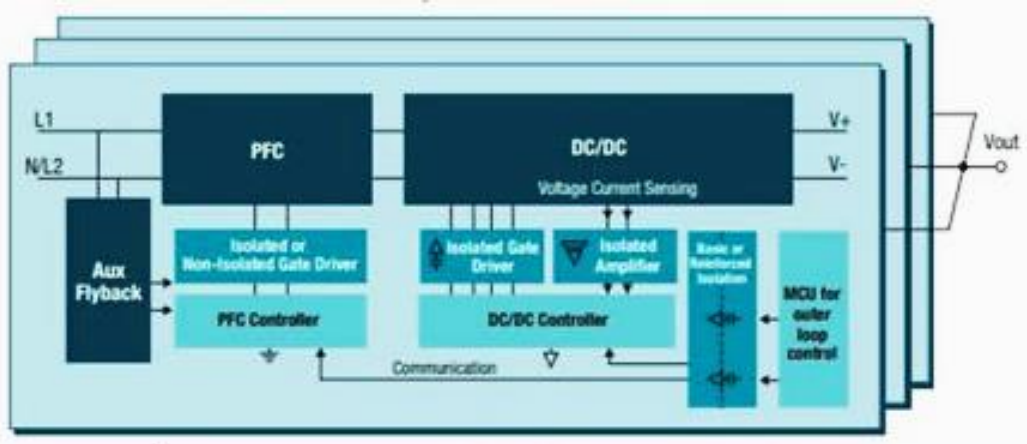 L1
N/L2
PFC
DC/DC
Voltage Current Sensing
V+
V-
Vout
Aux
Flyback
Isolated or
Non-Isolated Gate Driver
PFC Controller
Isolated Gate
Driver
Isolated
Amplifier
DC/DC Controller
Basic or
Reinforced
Isolation
MCU for
outer
loop
control
Communication